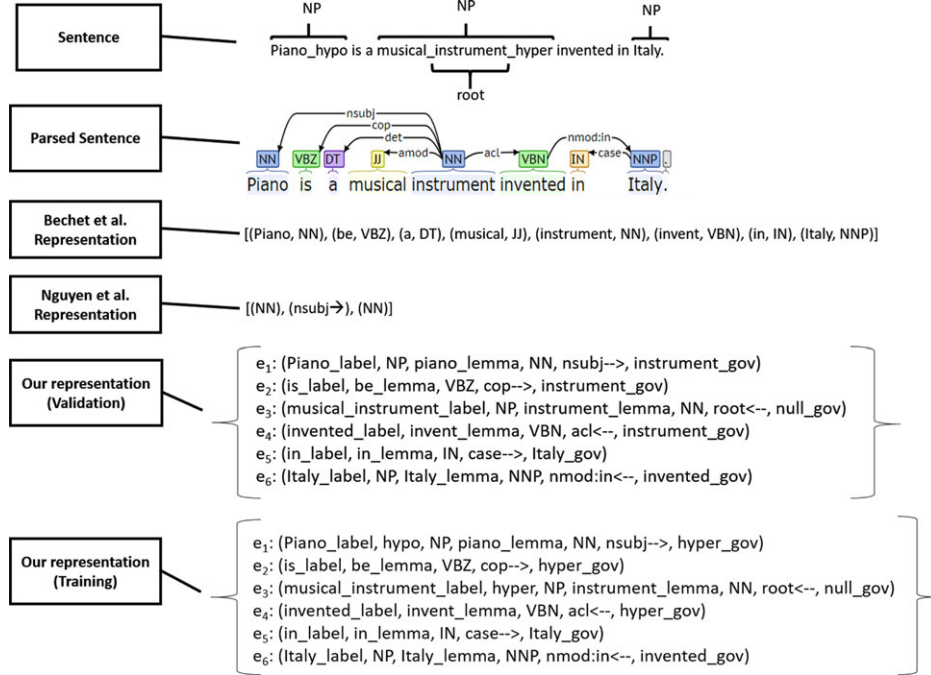 NP
NP
NP
Sentence
Piano_hypo is a musical_instrument_hyper invented in Italy.
root
Parsed Sentence
nsubj
cop
det
amod
acl
nmod:in
case
NN VBZ DT JJ NN VBN IN NNP .
Piano is a musical instrument invented in Italy.
Bechet et al.
Representation
[(Piano, NN), (be, VBZ), (a, DT), (musical, JJ), (instrument, NN), (invent, VBN), (in, IN), (Italy, NNP)]
Nguyen et al.
Representation
[(NN), (nsubj→), (NN)]
Our representation
(Validation)
e1: (Piano_label, NP, piano_lemma, NN, nsubj-->, instrument_gov)
e2: (is_label, be_lemma, VBZ, cop-->, instrument_gov)
e3: (musical_instrument_label, NP, instrument_lemma, NN, root<--, null_gov)
e4: (invented_label, invent_lemma, VBN, acl<--, instrument_gov)
e5: (in_label, in_lemma, IN, case-->, Italy_gov)
e6: (Italy_label, NP, Italy_lemma, NNP, nmod:in<--, invented_gov)
Our representation
(Training)
e1: (Piano_label, hypo, NP, piano_lemma, NN, nsubj-->, hyper_gov)
e2: (is_label, be_lemma, VBZ, cop-->, hyper_gov)
e3: (musical_instrument_label, hyper, NP, instrument_lemma, NN, root<--, null_gov)
e4: (invented_label, invent_lemma, VBN, acl<--, hyper_gov)
e5: (in_label, in_lemma, IN, case-->, Italy_gov)
e6: (Italy_label, NP, Italy_lemma, NNP, nmod:in<--, invented_gov)